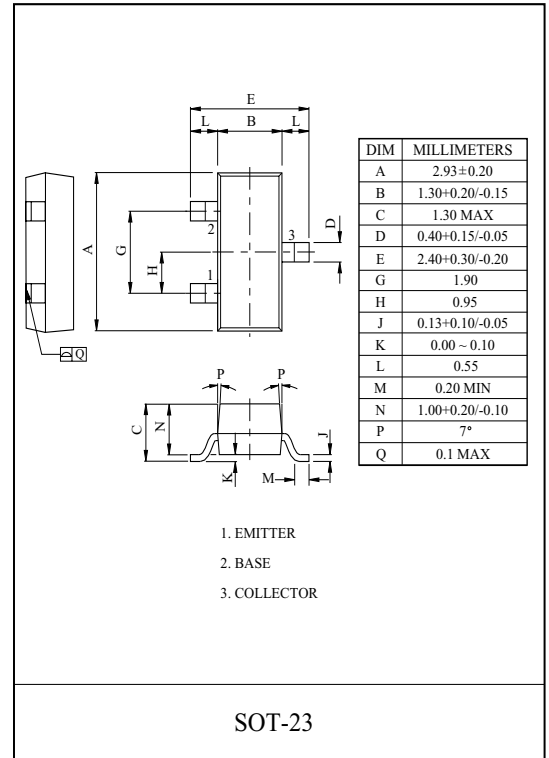 E
L B L
A
G
H
2
1
3
D
Q
P P
C
N
K
M
J
DIM MILLIMETERS
A 2.93±0.20
B 1.30+0.20/-0.15
C 1.30 MAX
D 0.40+0.15/-0.05
E 2.40+0.30/-0.20
G 1.90
H 0.95
J 0.13+0.10/-0.05
K 0.00 ~ 0.10
L 0.55
M 0.20 MIN
N 1.00+0.20/-0.10
P 7°
Q 0.1 MAX
1. EMITTER
2. BASE
3. COLLECTOR
SOT-23